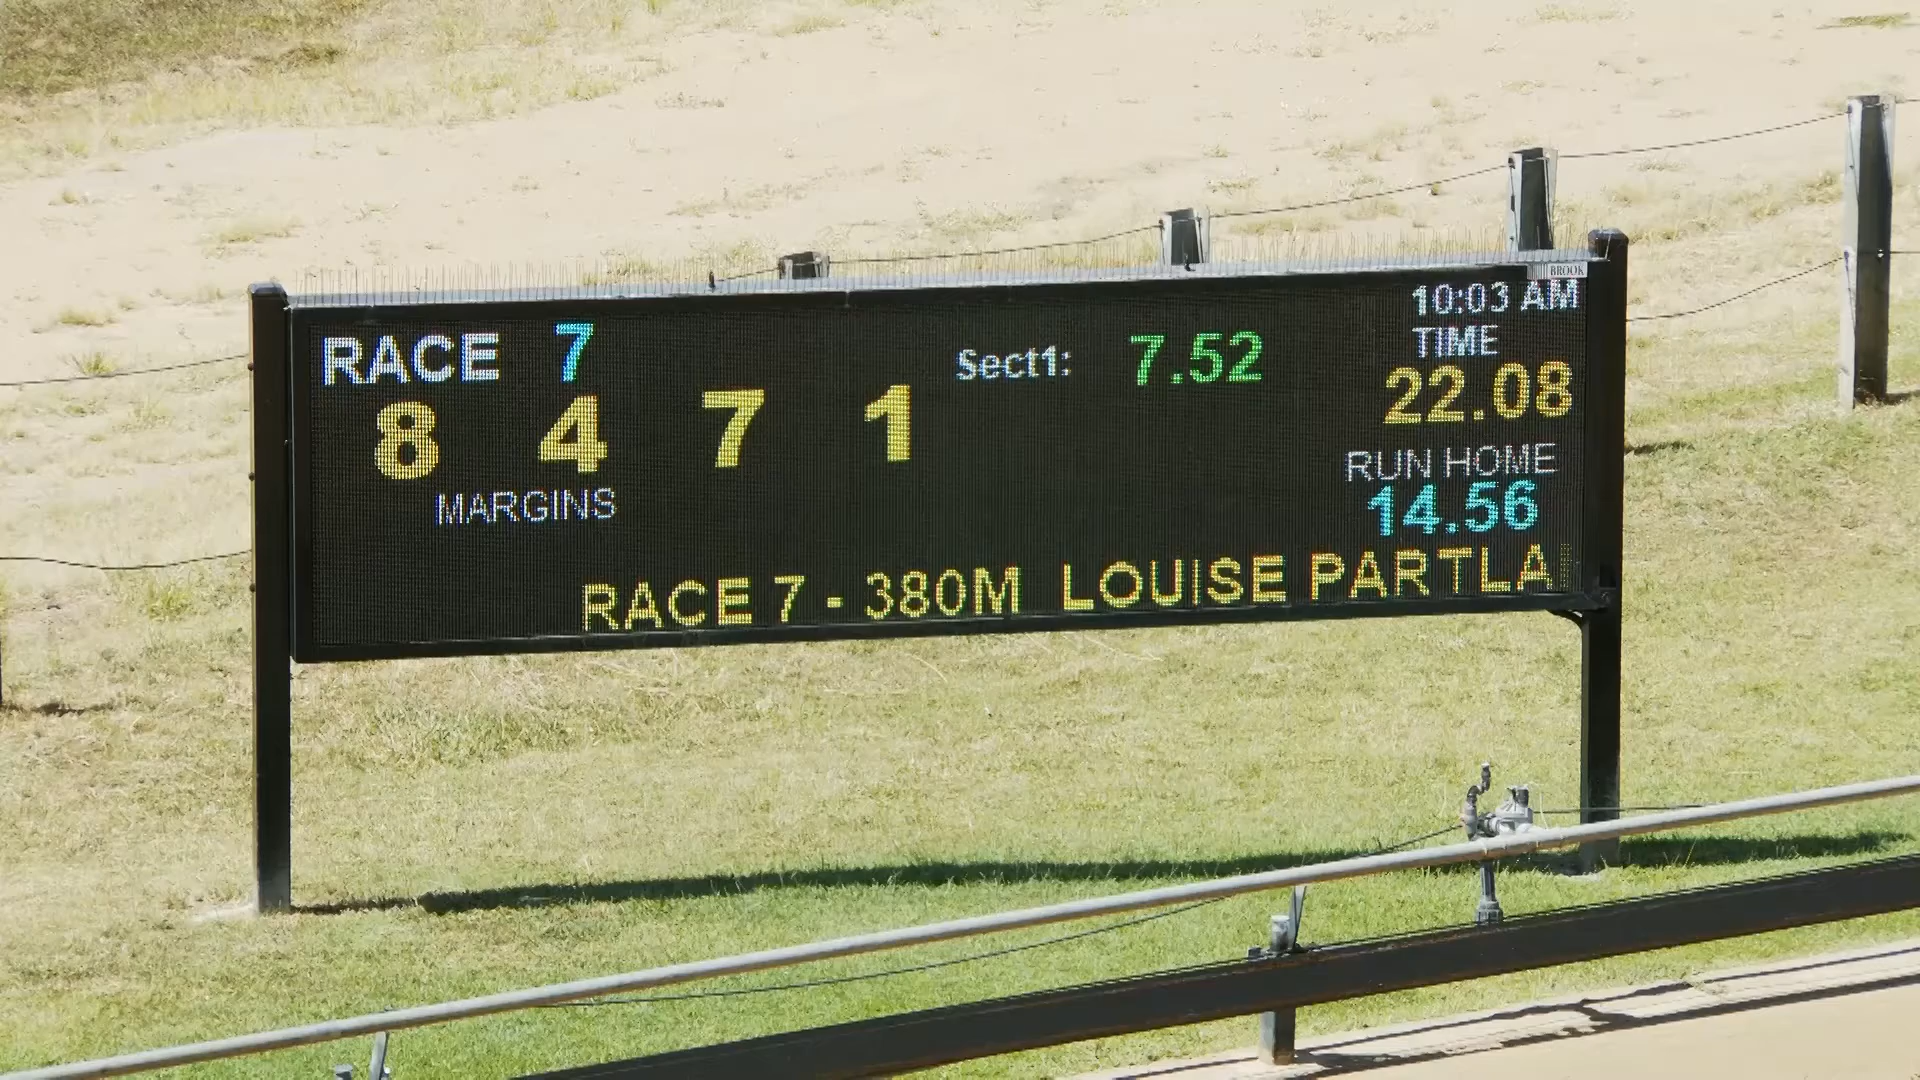 BROOK
10:03 AM
RACE 7
Sect1: 7.52
TIME
22.08
8 4 7 1
RUN HOME
14.56
MARGINS
RACE 7 - 380M LOUISE PARTLA